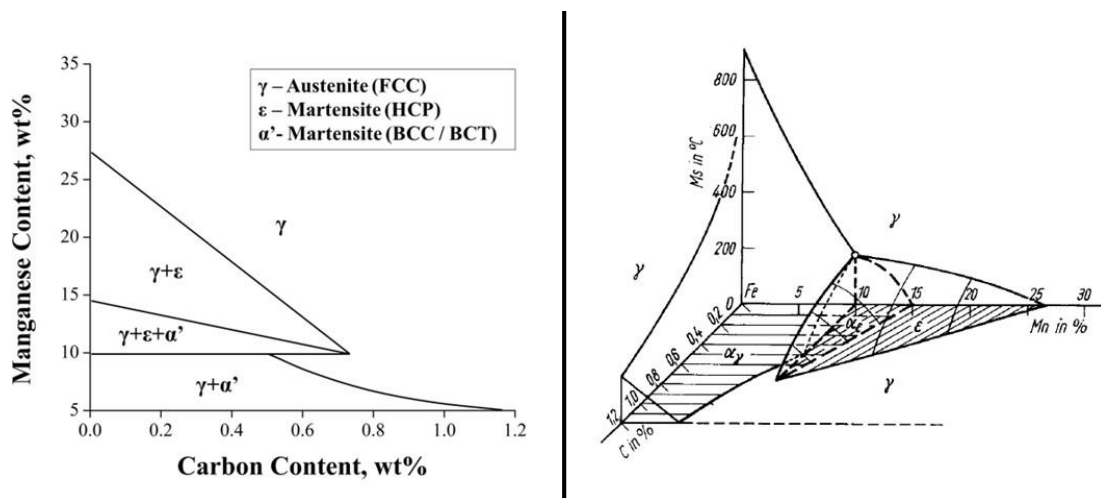 35
30
25
20
15
10
5
0.0 0.2 0.4 0.6 0.8 1.0 1.2
Manganese Content, wt%
Carbon Content, wt%
γ – Austenite (FCC)
ε – Martensite (HCP)
α’- Martensite (BCC / BCT)
γ
γ+ε
γ+ε+α’
γ+α’
800
600
400
200
0
Ms in °C
γ
γ
Fe 5 10 15 20 25 30
Mn in %
0,2
0,4
0,6
0,8
1,0
1,2
C in %
αε
ε
αγ
γ